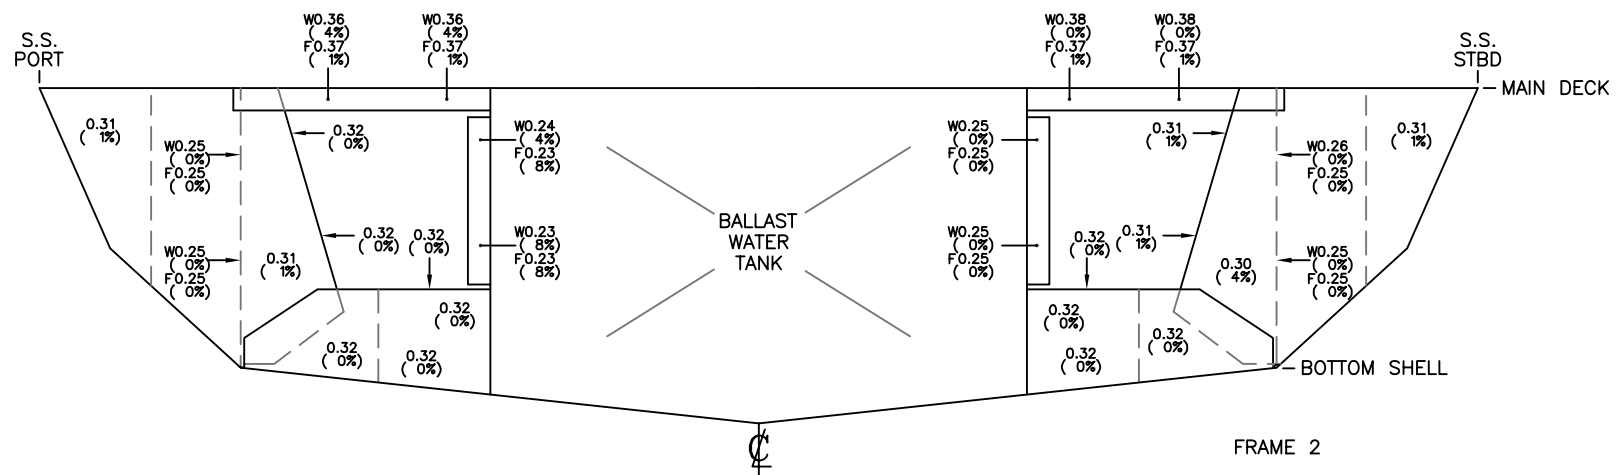 S.S.
PORT
W0.36
( 4%)
F0.37
( 1%)
W0.36
( 4%)
F0.37
( 1%)
W0.38
( 0%)
F0.37
( 1%)
W0.38
( 0%)
F0.37
( 1%)
S.S.
STBD
MAIN DECK
0.31
( 1%)
W0.25
( 0%)
F0.25
( 0%)
0.32
( 0%)
W0.24
( 4%)
F0.23
( 8%)
W0.25
( 0%)
F0.25
( 0%)
0.31
( 1%)
W0.26
( 0%)
F0.25
( 0%)
0.31
( 1%)
W0.25
( 0%)
F0.25
( 0%)
0.31
( 1%)
0.32
( 0%)
0.32
( 0%)
W0.23
( 8%)
F0.23
( 8%)
BALLAST
WATER
TANK
W0.25
( 0%)
F0.25
( 0%)
0.32
( 0%)
0.31
( 1%)
0.30
( 4%)
W0.25
( 0%)
F0.25
( 0%)
0.32
( 0%)
0.32
( 0%)
0.32
( 0%)
0.32
( 0%)
0.32
( 0%)
0.32
( 0%)
BOTTOM SHELL
℄
FRAME 2